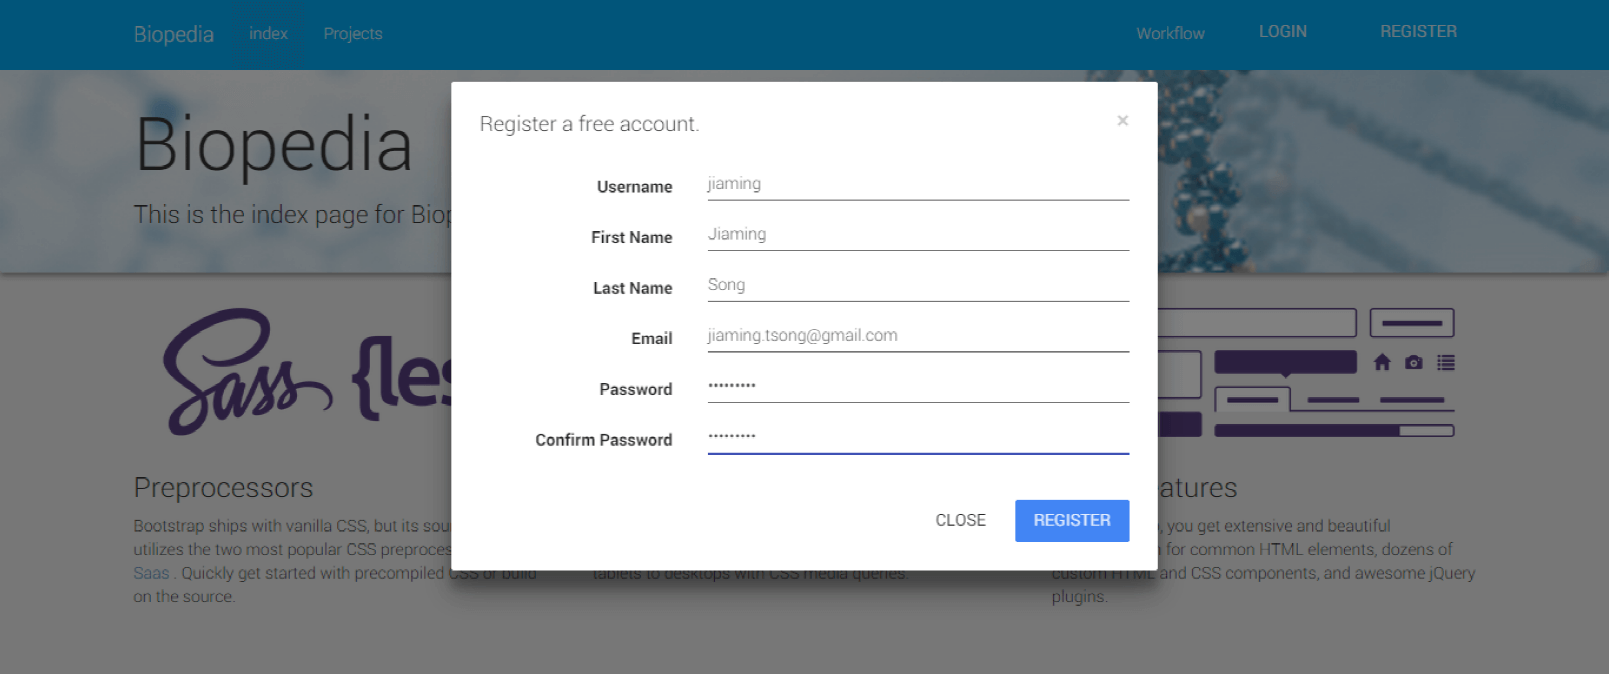 Biopedia index Projects Workflow LOGIN REGISTER
Biopedia
This is the index page for
Register a free account. ×
Username jiaming
First Name Jiaming
Last Name Song
Email jiaming.tsong@gmail.com
Password •••••••••
Confirm Password •••••••••
CLOSE REGISTER
Sass {les
Preprocessors
Bootstrap ships with vanilla CSS, but its
utilizes the two most popular CSS
Saas . Quickly get started with precompiled CSS or build
on the source.
tablets to desktops with CSS media queries.
atures
, you get extensive and beautiful
for common HTML elements, dozens of
custom HTML and CSS components, and awesome jQuery
plugins.